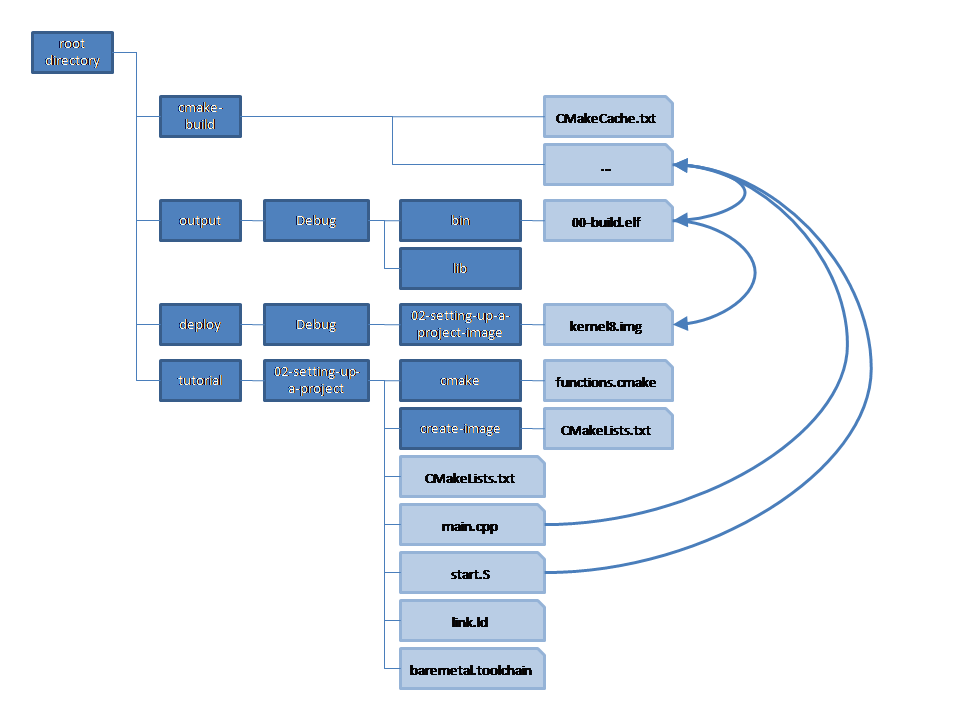 root
directory
cmake-
build
CMakeCache.txt
...
output
Debug
bin
00-build.elf
lib
deploy
Debug
02-setting-up-a-
project-image
kernel8.img
tutorial
02-setting-up-
a-project
cmake
functions.cmake
create-image
CMakeLists.txt
CMakeLists.txt
main.cpp
start.S
link.ld
baremetal.toolchain